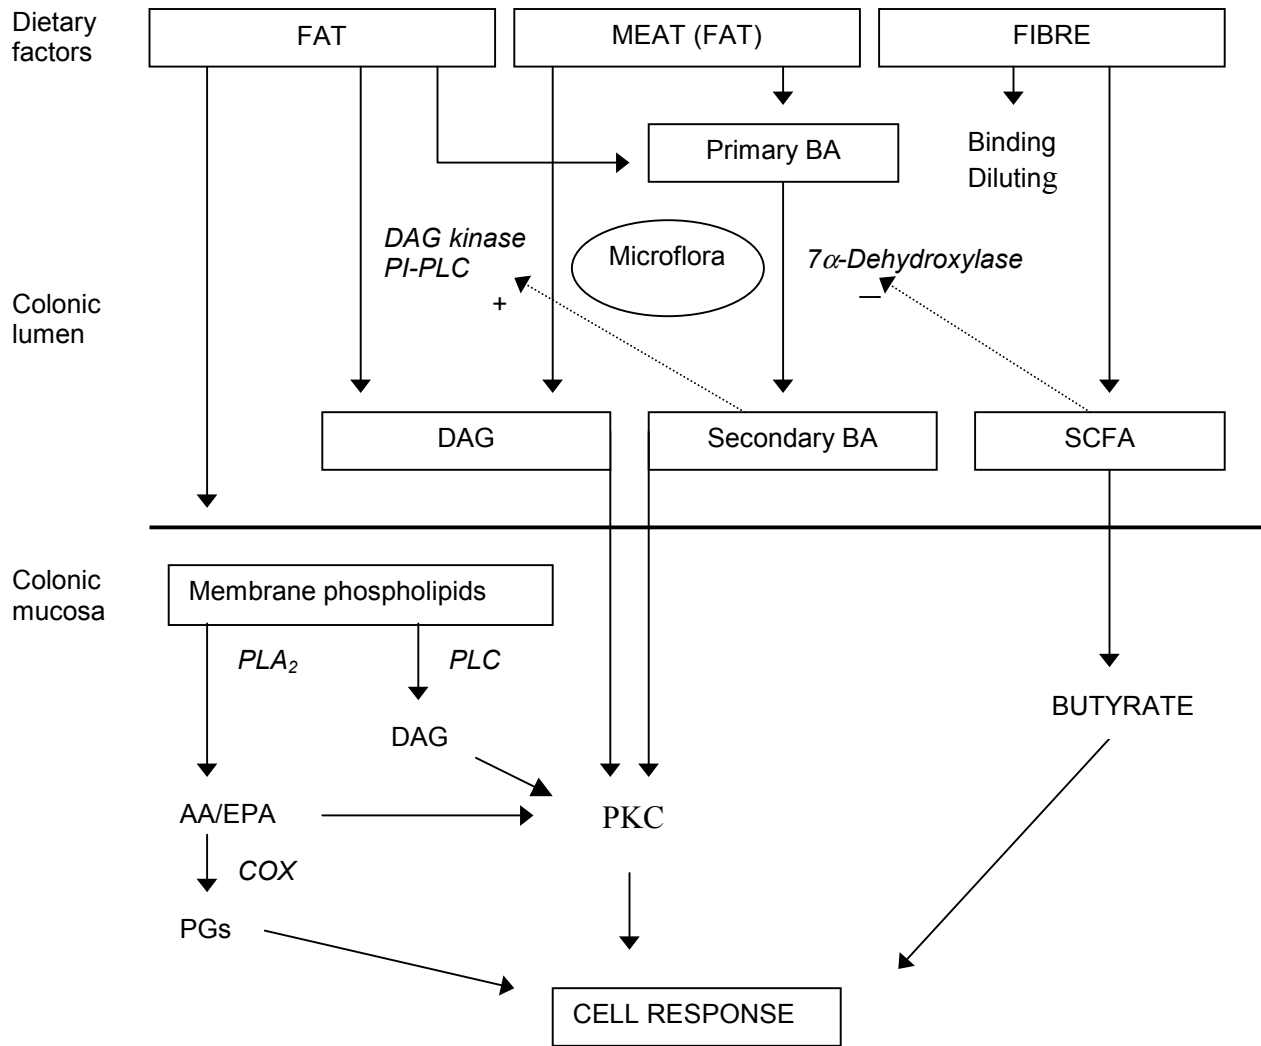 Dietary
factors
FAT
MEAT (FAT)
FIBRE
Primary BA
Binding
Diluting
DAG kinase
PI-PLC
+
Microflora
7α-Dehydroxylase
—
Colonic
lumen
DAG
Secondary BA
SCFA
Colonic
mucosa
Membrane phospholipids
PLA₂
PLC
DAG
BUTYRATE
AA/EPA
PKC
COX
PGs
CELL RESPONSE